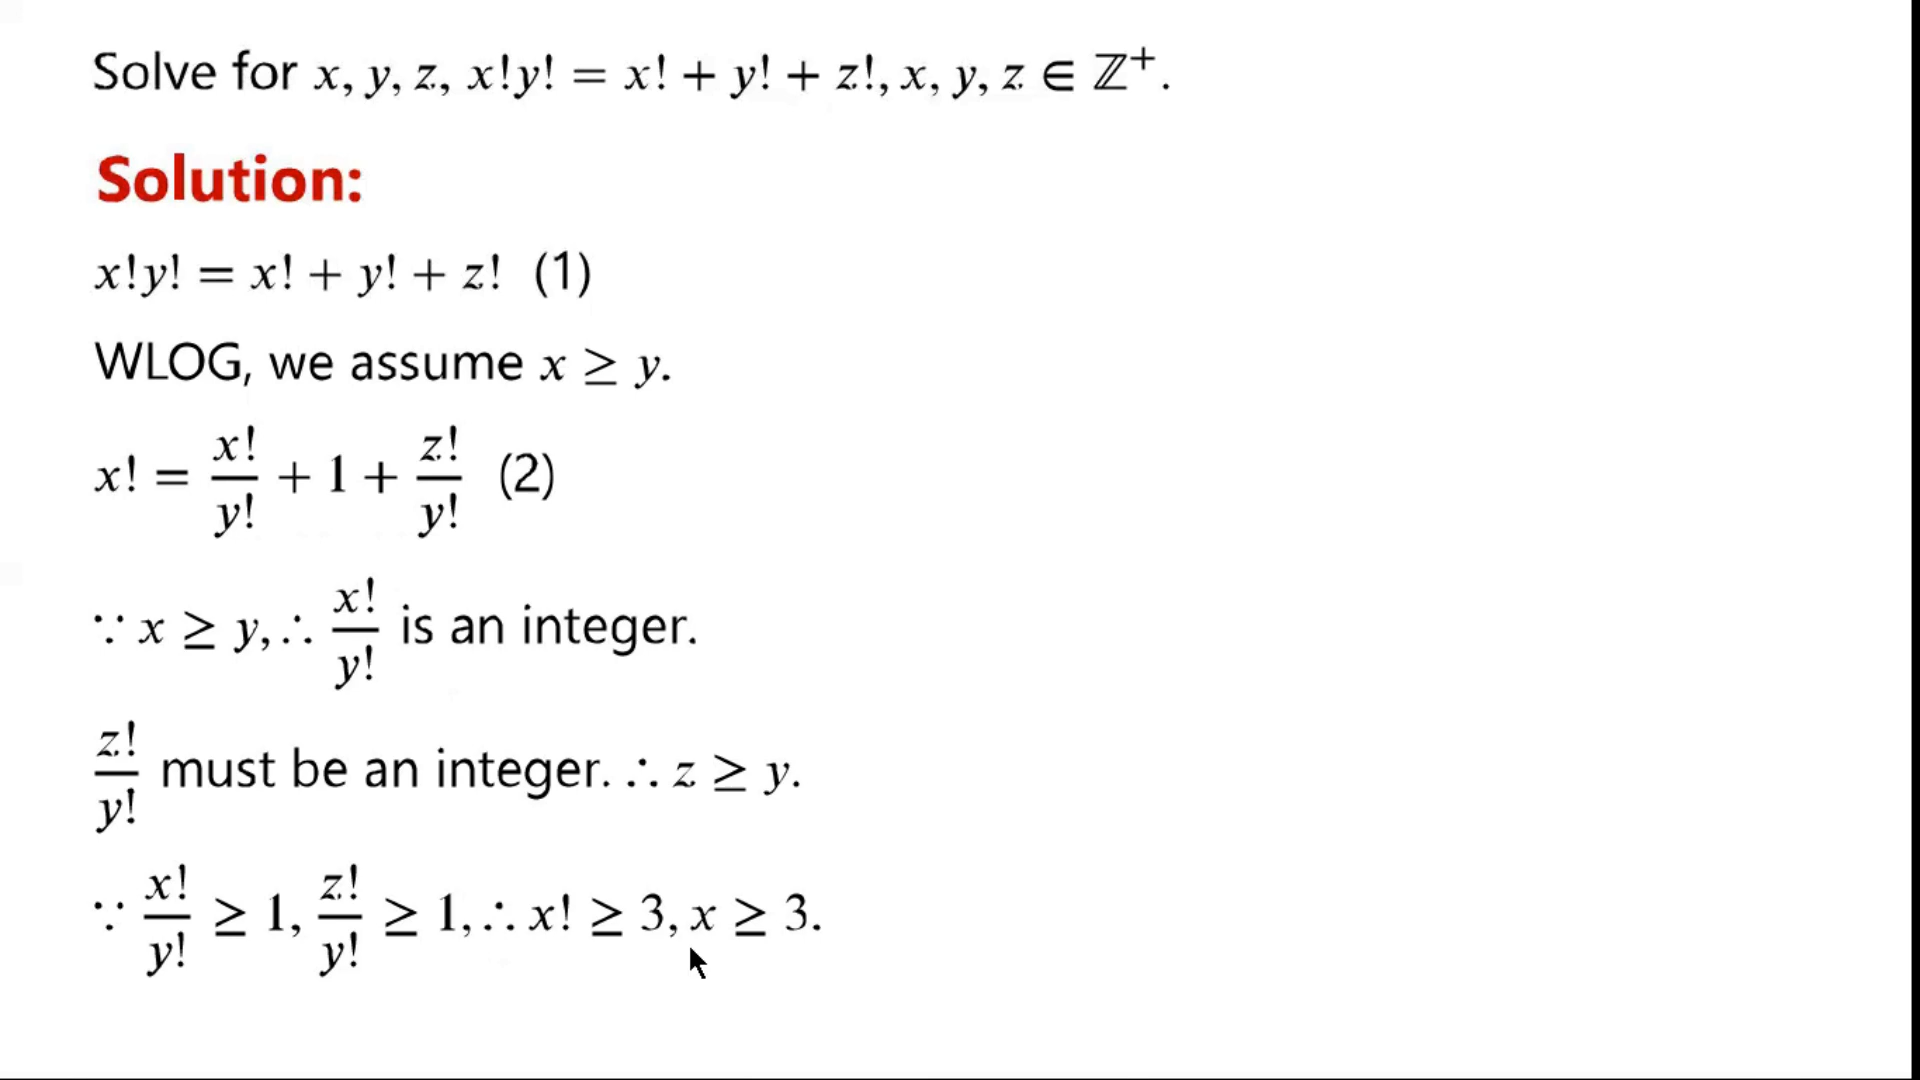 Solve for x, y, z, x!y! = x! + y! + z!, x, y, z ∈ ℤ⁺.
Solution:
x!y! = x! + y! + z! (1)
WLOG, we assume x ≥ y.
x! = x!/y! + 1 + z!/y! (2)
∵ x ≥ y, ∴ x!/y! is an integer.
z!/y! must be an integer. ∴ z ≥ y.
∵ x!/y! ≥ 1, z!/y! ≥ 1, ∴ x! ≥ 3, x ≥ 3.